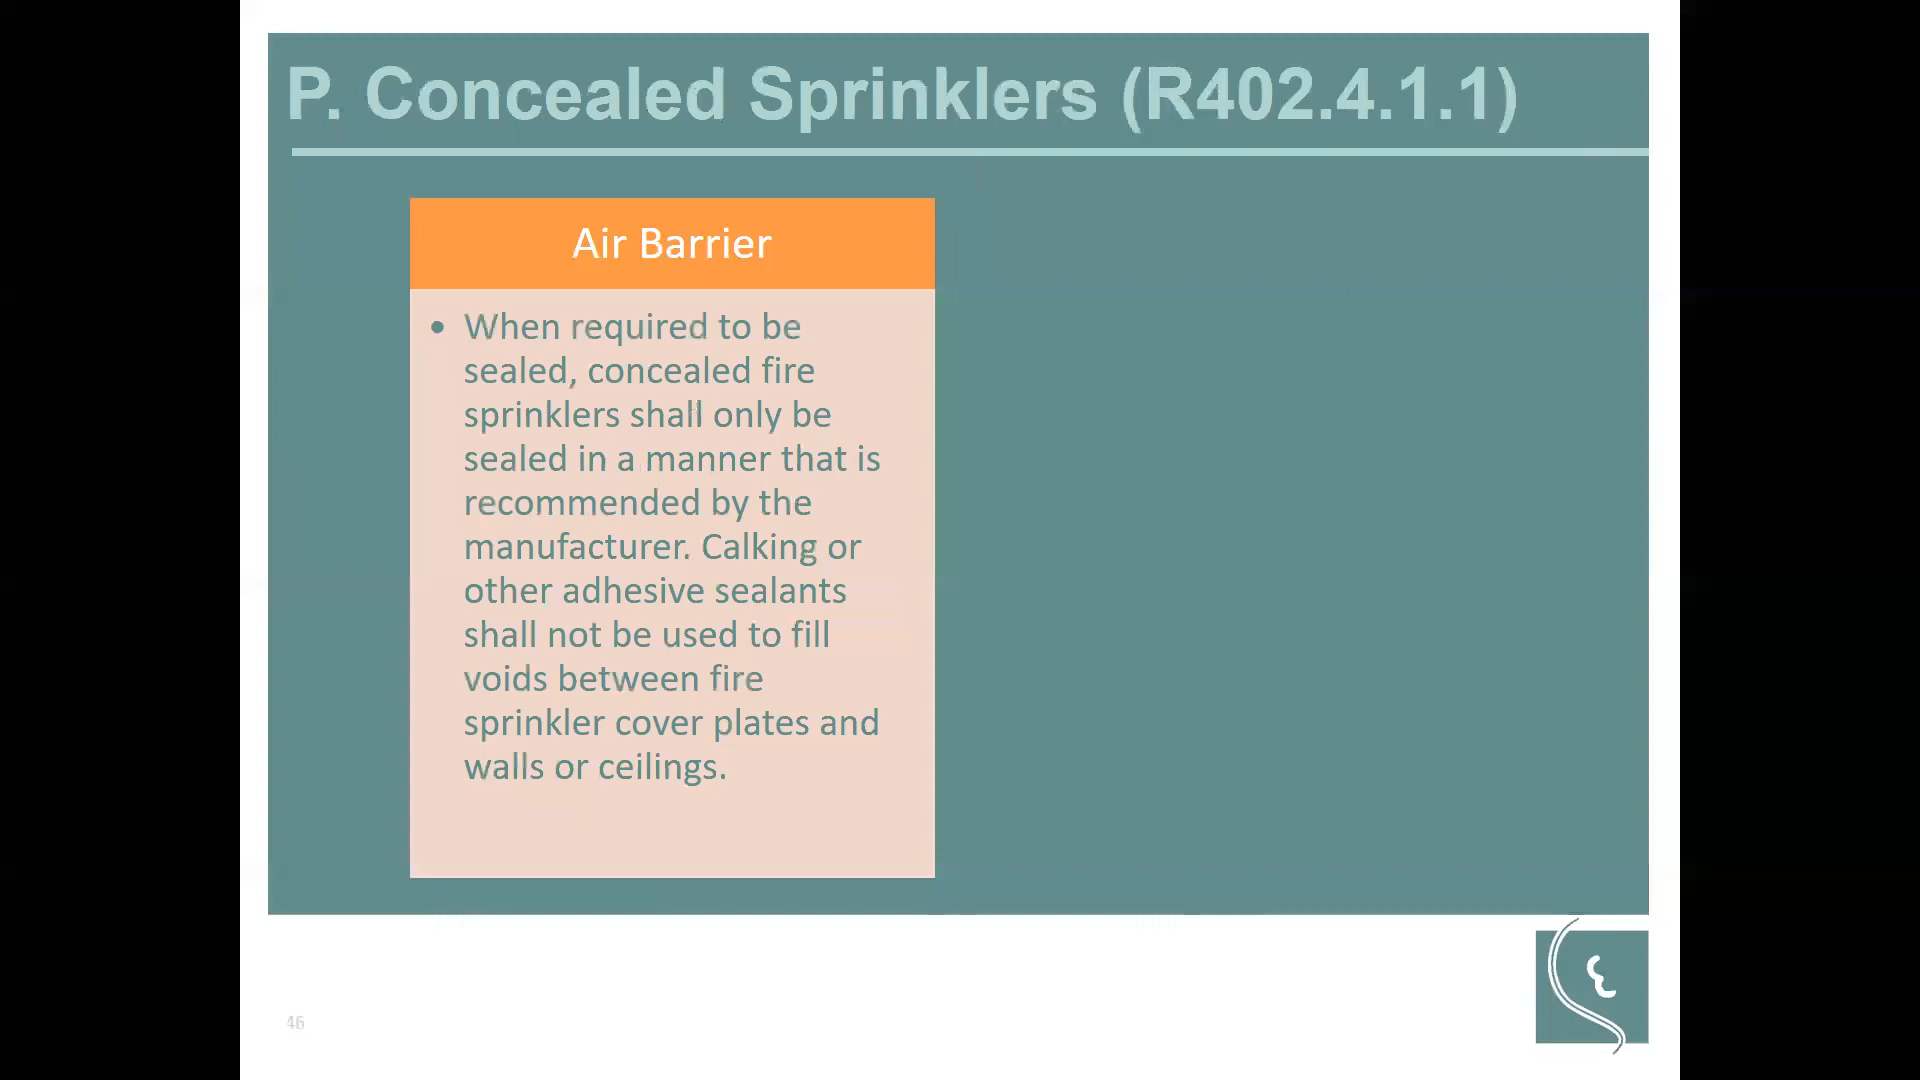 P. Concealed Sprinklers (R402.4.1.1)
Air Barrier
• When required to be
sealed, concealed fire
sprinklers shall only be
sealed in a manner that is
recommended by the
manufacturer. Calking or
other adhesive sealants
shall not be used to fill
voids between fire
sprinkler cover plates and
walls or ceilings.
46